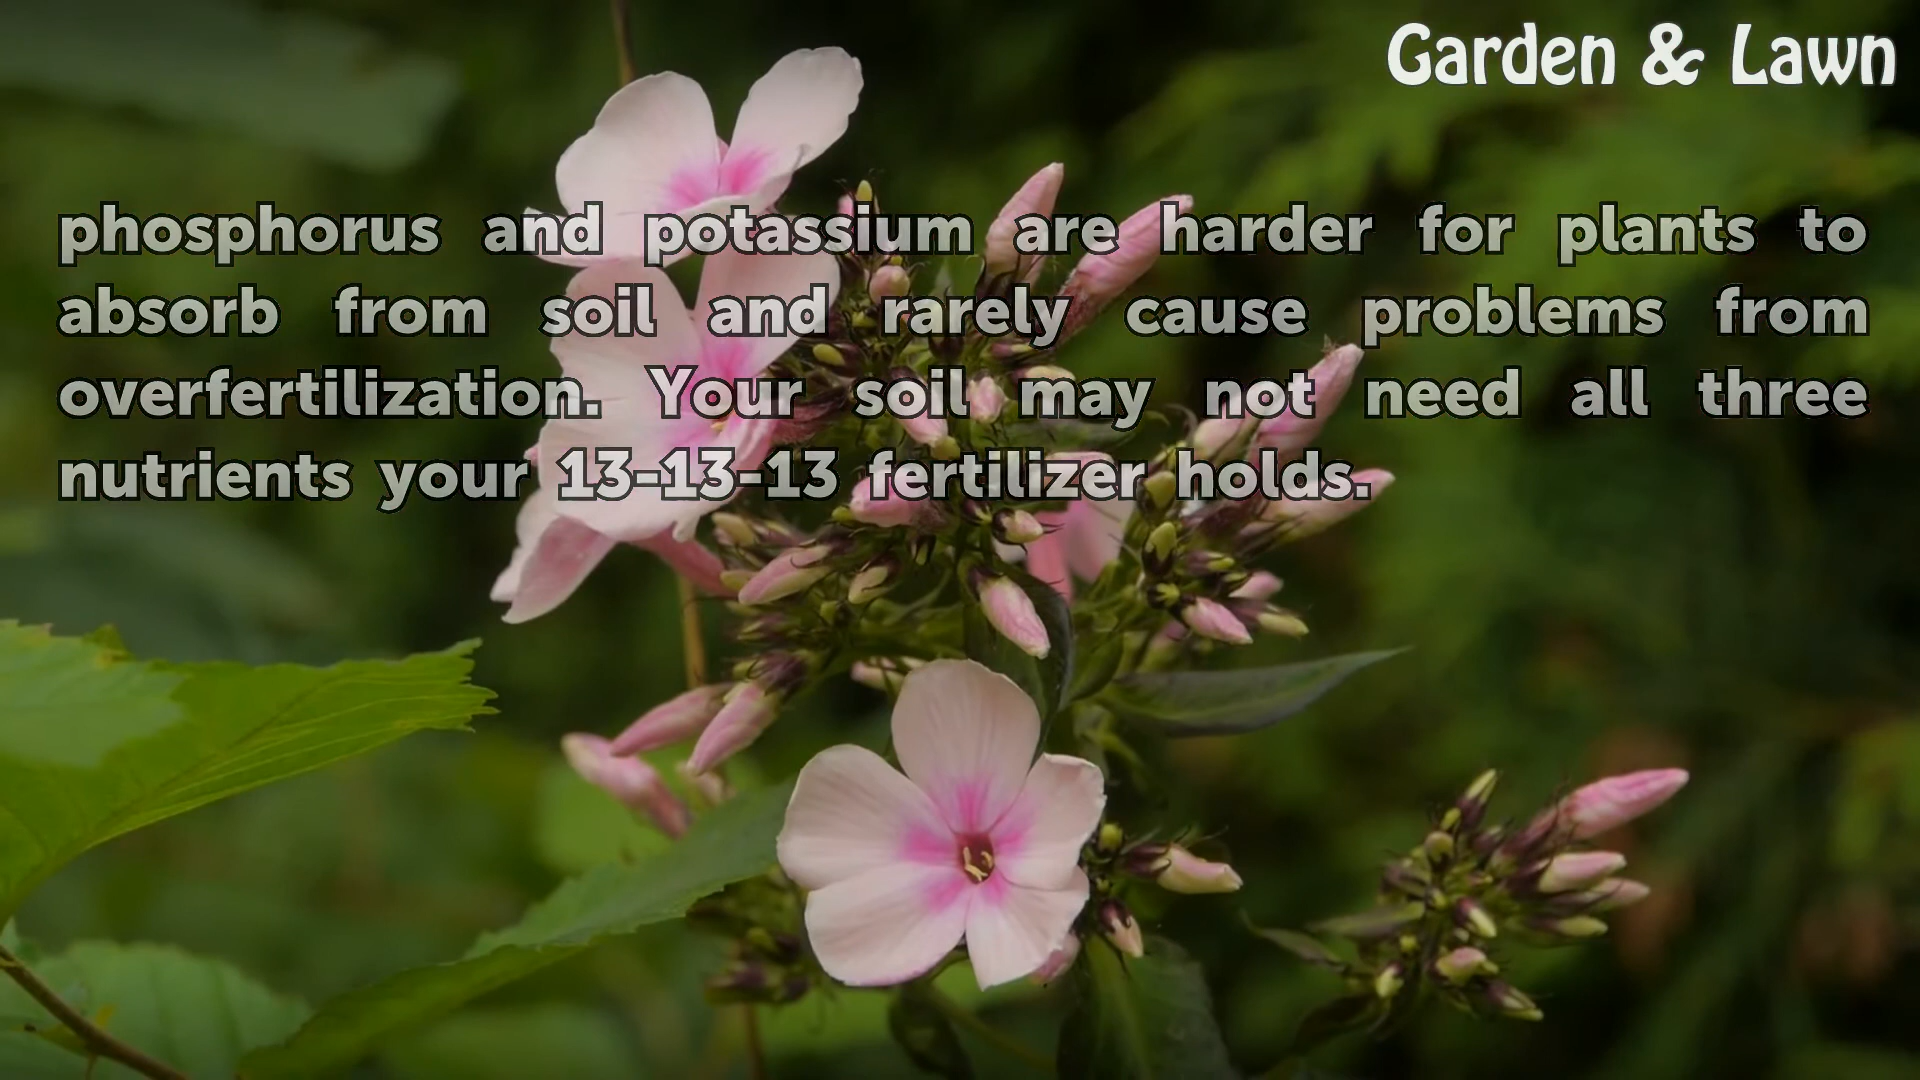 Garden & Lawn
phosphorus and potassium are harder for plants to
absorb from soil and rarely cause problems from
overfertilization. Your soil may not need all three
nutrients your 13-13-13 fertilizer holds.